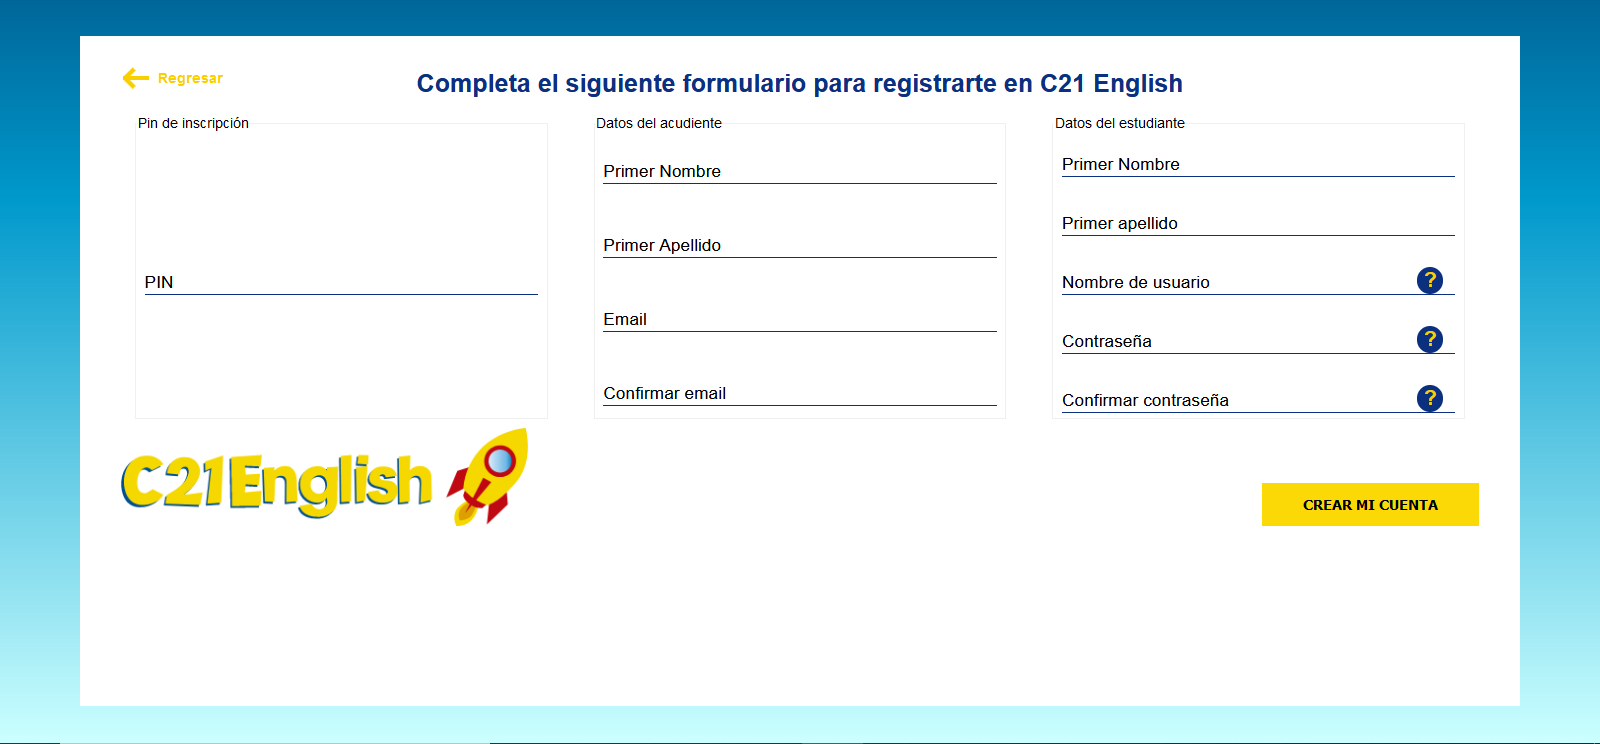 Regresar
Completa el siguiente formulario para registrarte en C21 English
Pin de inscripción
PIN
Datos del acudiente
Primer Nombre
Primer Apellido
Email
Confirmar email
Datos del estudiante
Primer Nombre
Primer apellido
Nombre de usuario ?
Contraseña ?
Confirmar contraseña ?
C21English
CREAR MI CUENTA